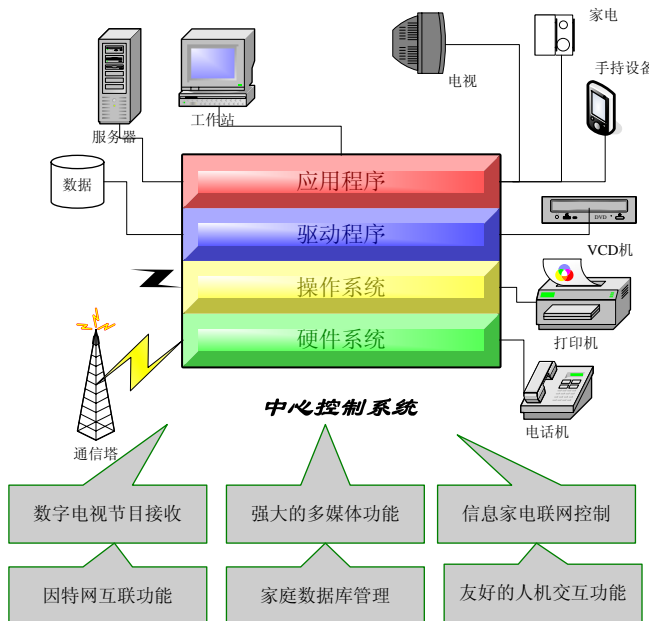 家电
电视
手持设备
工作站
服务器
数据
应用程序
驱动程序
操作系统
硬件系统
DVD
VCD机
打印机
电话机
通信塔
中心控制系统
数字电视节目接收
强大的多媒体功能
信息家电联网控制
因特网互联功能
家庭数据库管理
友好的人机交互功能